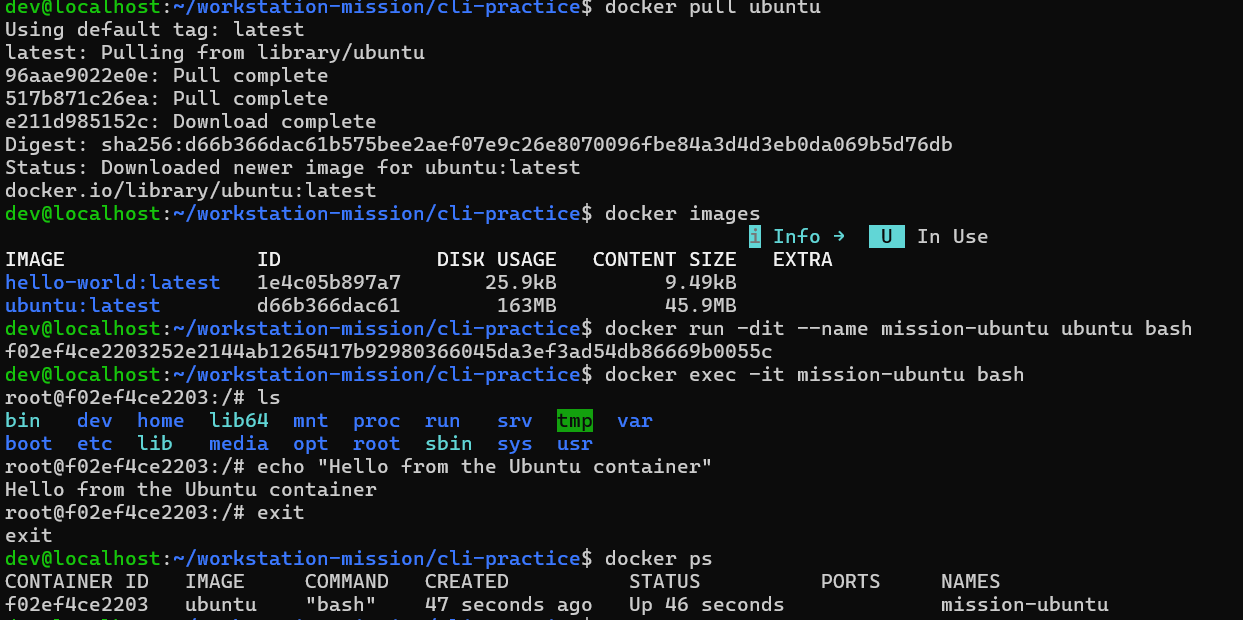 dev@localhost:~/workstation-mission/cli-practice$ docker pull ubuntu
Using default tag: latest
latest: Pulling from library/ubuntu
96aae9022e0e: Pull complete
517b871c26ea: Pull complete
e211d985152c: Download complete
Digest: sha256:d66b366dac61b575bee2aef07e9c26e8070096fbe84a3d4d3eb0da069b5d76db
Status: Downloaded newer image for ubuntu:latest
docker.io/library/ubuntu:latest
dev@localhost:~/workstation-mission/cli-practice$ docker images
i Info → U In Use
IMAGE ID DISK USAGE CONTENT SIZE EXTRA
hello-world:latest 1e4c05b897a7 25.9kB 9.49kB
ubuntu:latest d66b366dac61 163MB 45.9MB
dev@localhost:~/workstation-mission/cli-practice$ docker run -dit --name mission-ubuntu ubuntu bash
f02ef4ce2203252e2144ab1265417b92980366045da3ef3ad54db86669b0055c
dev@localhost:~/workstation-mission/cli-practice$ docker exec -it mission-ubuntu bash
root@f02ef4ce2203:/# ls
bin dev home lib64 mnt proc run srv tmp var
boot etc lib media opt root sbin sys usr
root@f02ef4ce2203:/# echo "Hello from the Ubuntu container"
Hello from the Ubuntu container
root@f02ef4ce2203:/# exit
exit
dev@localhost:~/workstation-mission/cli-practice$ docker ps
CONTAINER ID IMAGE COMMAND CREATED STATUS PORTS NAMES
f02ef4ce2203 ubuntu "bash" 47 seconds ago Up 46 seconds mission-ubuntu